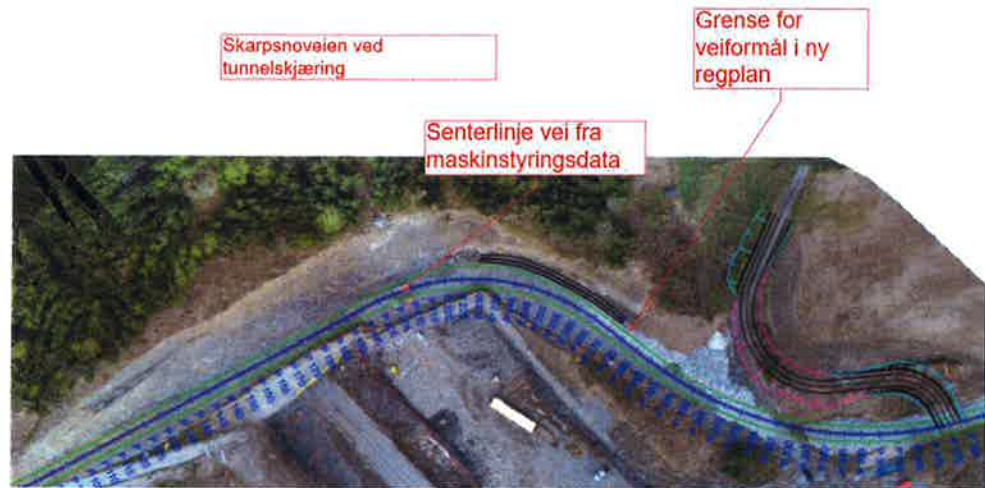 Skarpsnoveien ved
tunnelskjæring
Grense for
veiformål i ny
regplan
Senterlinje vei fra
maskinstyringsdata